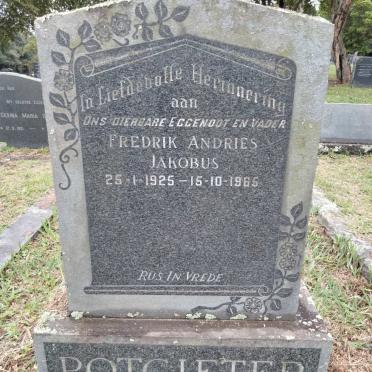 In Liefdevolle Herinnering
aan
Ons dierbare Eggenoot en Vader
Fredrik Andries
Jakobus
25-1-1925 – 15-10-1985
Rus in Vrede
POTGIETER